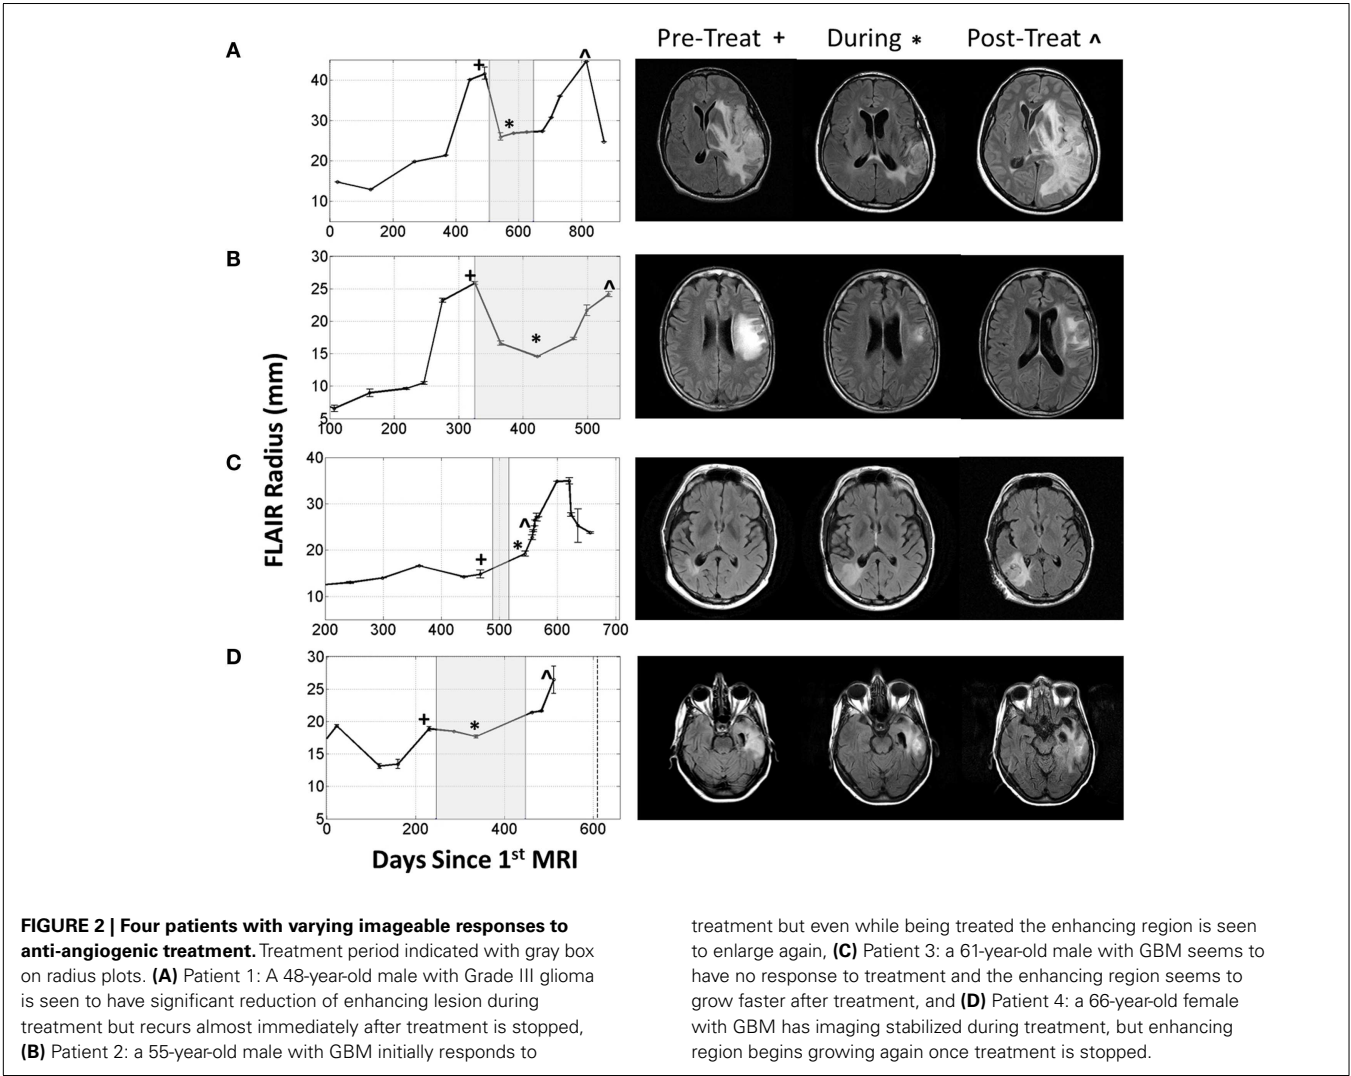 A
Pre-Treat +
During *
Post-Treat ^
40
30
20
10
0 200 400 600 800
+
*
^
B
30
25
20
15
10
5
100 200 300 400 500
+
*
^
C
40
30
20
10
200 300 400 500 600 700
+
*
^
D
30
25
20
15
10
5
0 200 400 600
+
*
^
FLAIR Radius (mm)
Days Since 1st MRI
FIGURE 2 | Four patients with varying imageable responses to
anti-angiogenic treatment. Treatment period indicated with gray box
on radius plots. (A) Patient 1: A 48-year-old male with Grade III glioma
is seen to have significant reduction of enhancing lesion during
treatment but recurs almost immediately after treatment is stopped,
(B) Patient 2: a 55-year-old male with GBM initially responds to
treatment but even while being treated the enhancing region is seen
to enlarge again, (C) Patient 3: a 61-year-old male with GBM seems to
have no response to treatment and the enhancing region seems to
grow faster after treatment, and (D) Patient 4: a 66-year-old female
with GBM has imaging stabilized during treatment, but enhancing
region begins growing again once treatment is stopped.